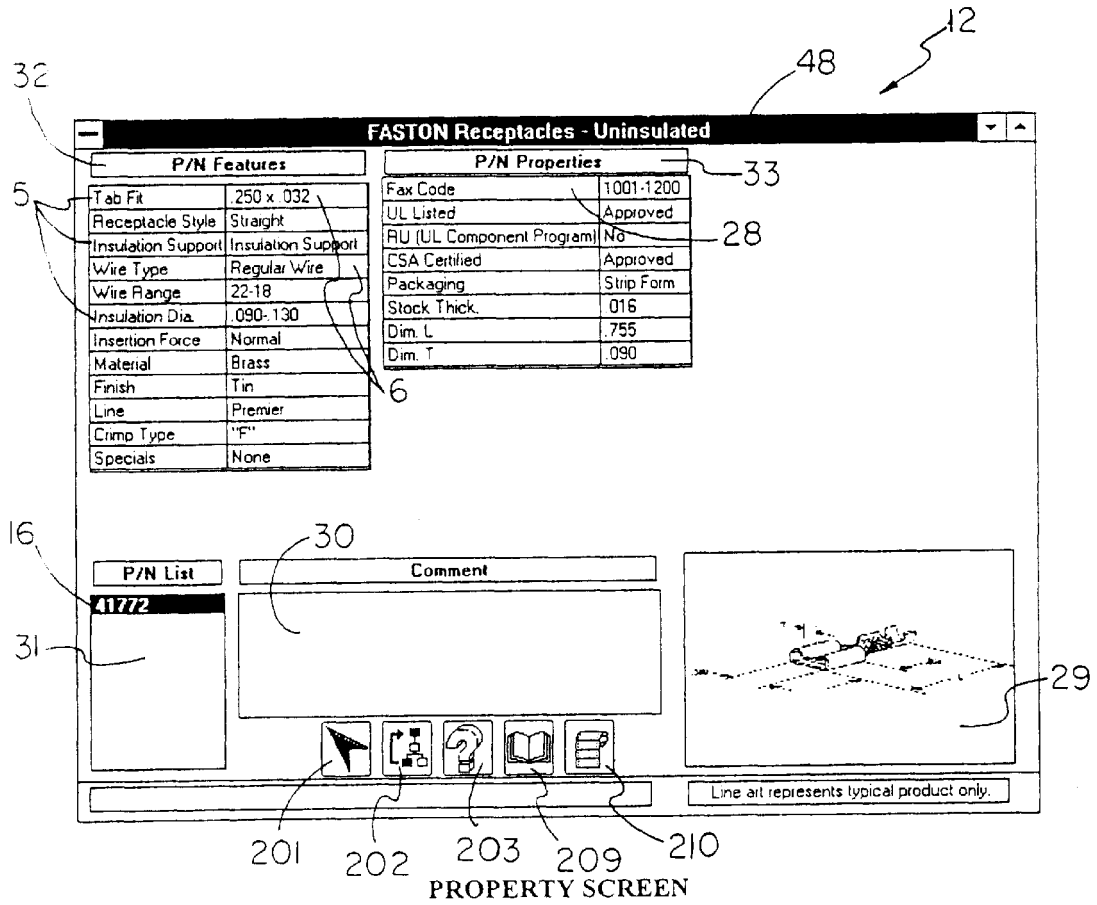 12
48
32
FASTON Receptacles - Uninsulated
P/N Features
P/N Properties
33
5
Tab Fit .250 x .032
Receptacle Style Straight
Insulation Support Insulation Support
Wire Type Regular Wire
Wire Range 22-18
Insulation Dia. .090-.130
Insertion Force Normal
Material Brass
Finish Tin
Line Premier
Crimp Type "F"
Specials None
Fax Code 1001-1200
UL Listed Approved
RU (UL Component Program) No
CSA Certified Approved
Packaging Strip Form
Stock Thick. .016
Dim. L .755
Dim. T .090
28
6
16
30
P/N List
Comment
41772
31
29
Line art represents typical product only.
201
202
203
209
210
PROPERTY SCREEN